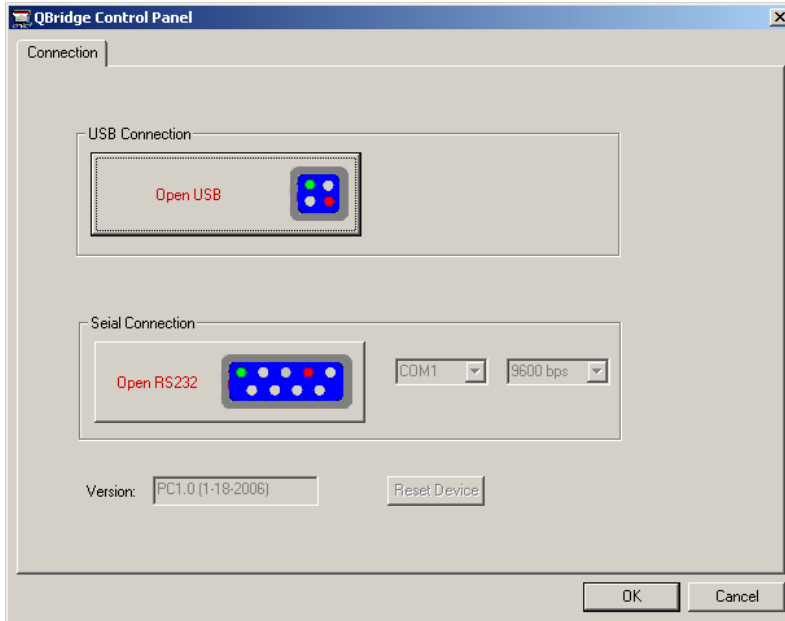 QBridge Control Panel
Connection
USB Connection
Open USB
Seial Connection
Open RS232
COM1
9600 bps
Version:
PC1.0 (1-18-2006)
Reset Device
OK
Cancel